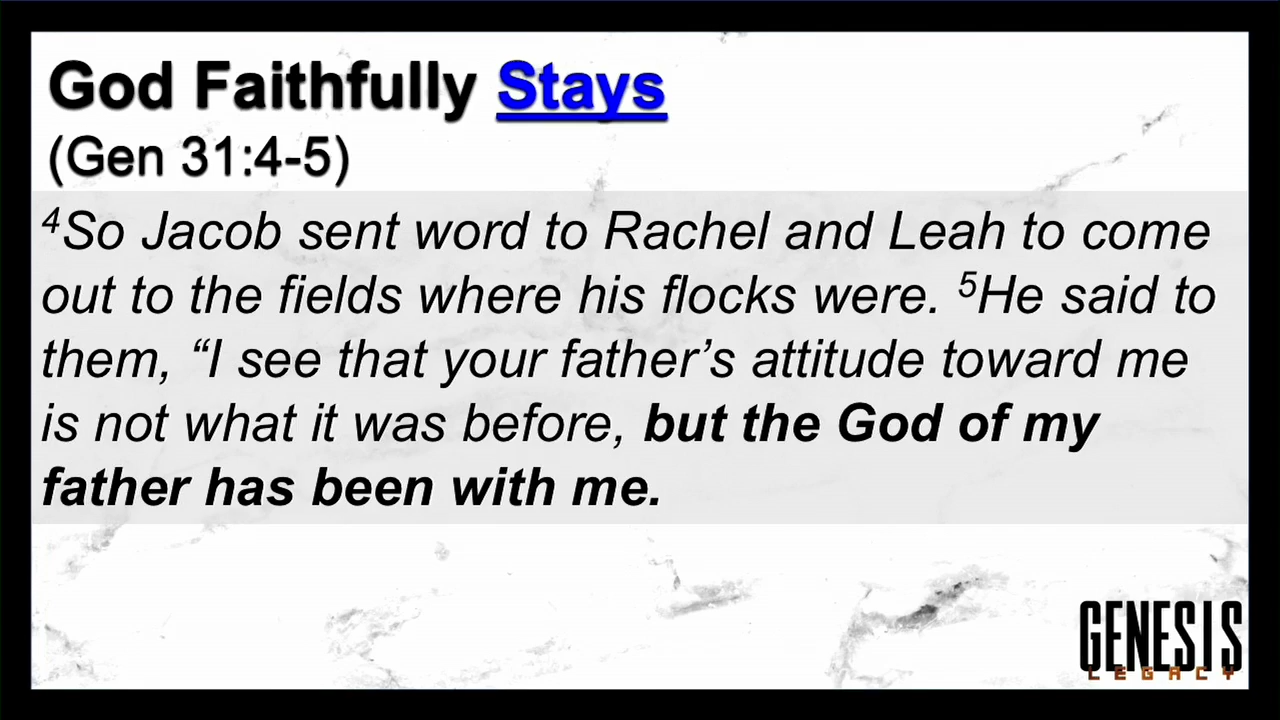 God Faithfully Stays
(Gen 31:4-5)
⁴So Jacob sent word to Rachel and Leah to come
out to the fields where his flocks were. ⁵He said to
them, “I see that your father’s attitude toward me
is not what it was before, but the God of my
father has been with me.
GENESIS
LEGACY